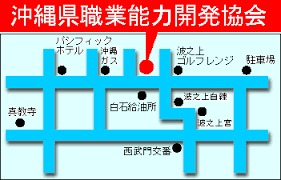 沖縄県職業能力開発協会
パシフィック
ホテル
沖縄
ガス
波之上
ゴルフレンジ
駐車場
白石給油所
波之上自練
真教寺
波之上宮
西武門交番